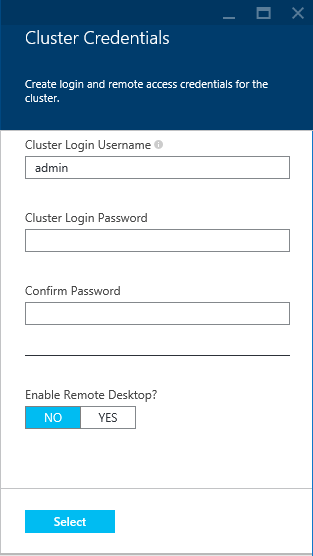 Cluster Credentials
Create login and remote access credentials for the
cluster.
Cluster Login Username
admin
Cluster Login Password
Confirm Password
Enable Remote Desktop?
NO YES
Select